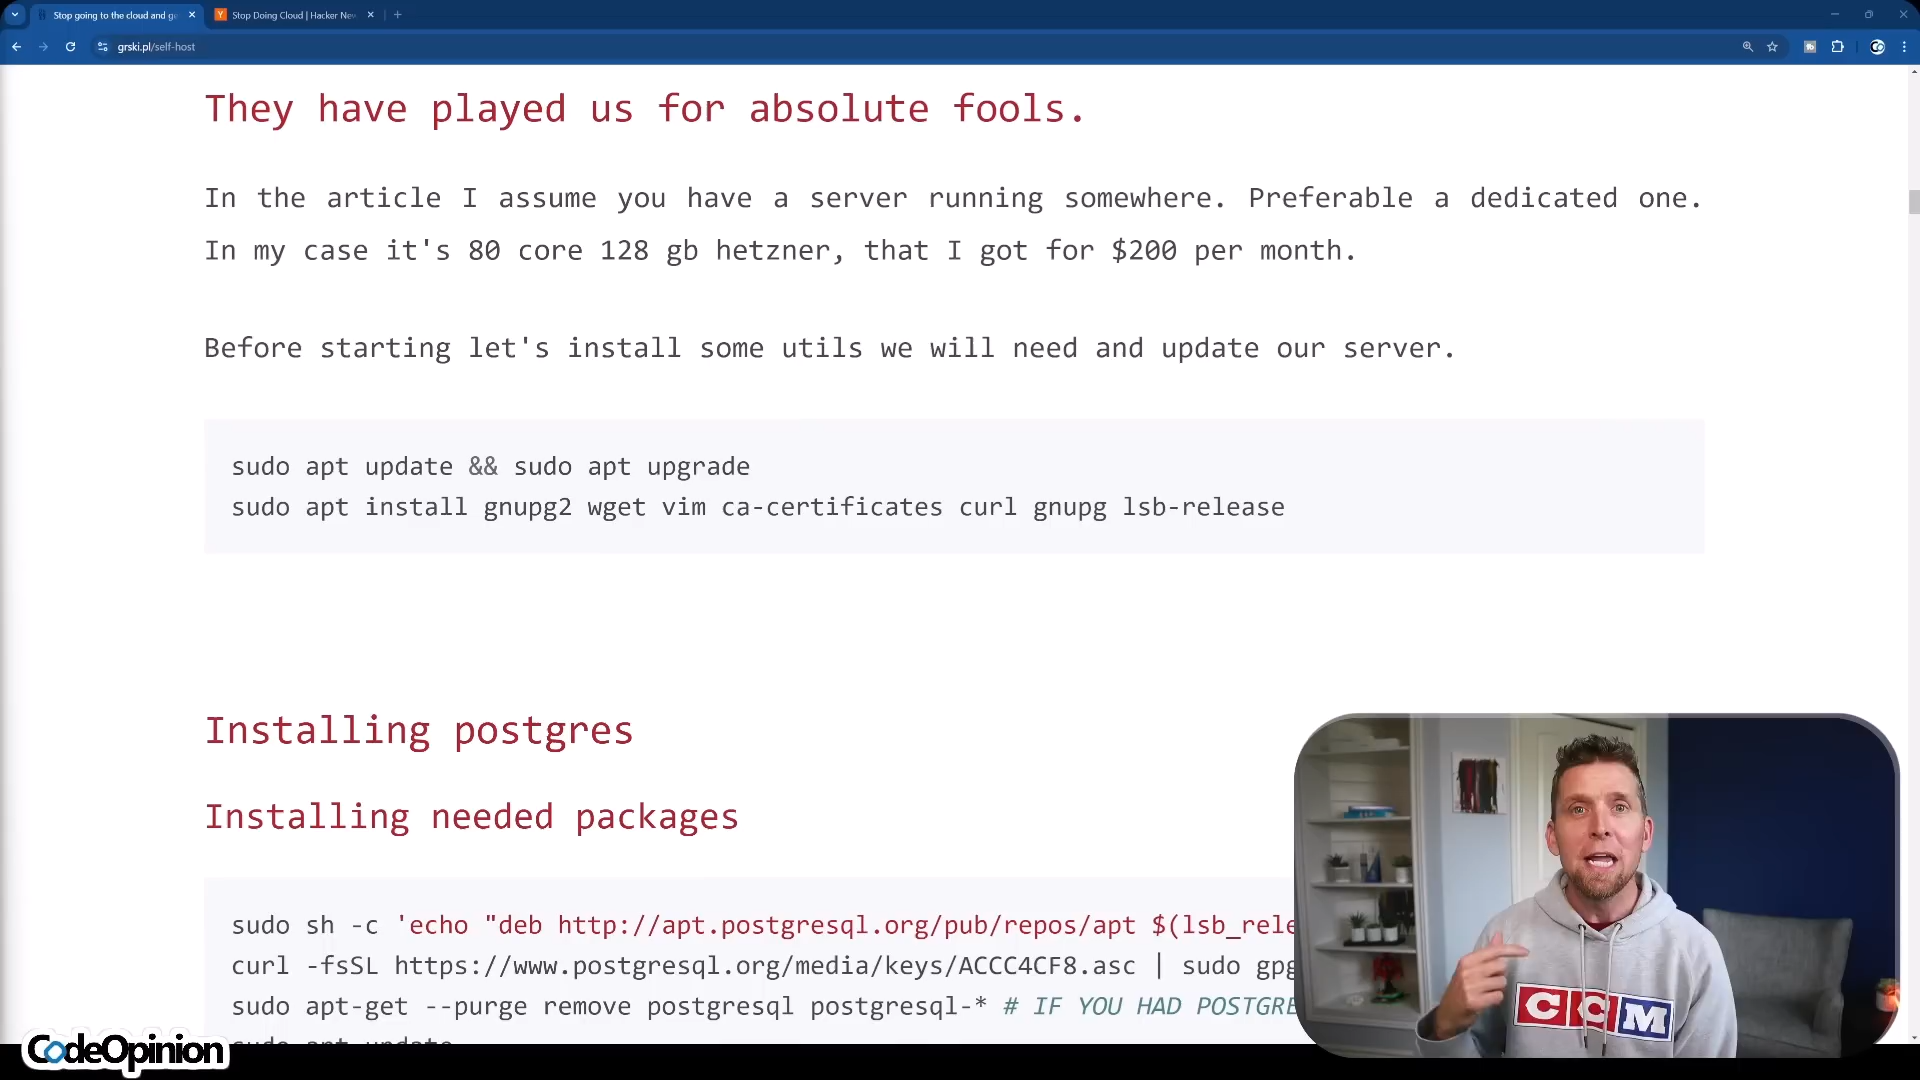 Stop going to the cloud and ge
Stop Doing Cloud | Hacker New
grski.pl/self-host
They have played us for absolute fools.
In the article I assume you have a server running somewhere. Preferable a dedicated one.
In my case it's 80 core 128 gb hetzner, that I got for $200 per month.
Before starting let's install some utils we will need and update our server.
sudo apt update && sudo apt upgrade
sudo apt install gnupg2 wget vim ca-certificates curl gnupg lsb-release
Installing postgres
Installing needed packages
sudo sh -c 'echo "deb http://apt.postgresql.org/pub/repos/apt $(lsb_rele
curl -fsSL https://www.postgresql.org/media/keys/ACCC4CF8.asc | sudo gpg
sudo apt-get --purge remove postgresql postgresql-* # IF YOU HAD POSTGRE
sudo apt update
CodeOpinion
CCM